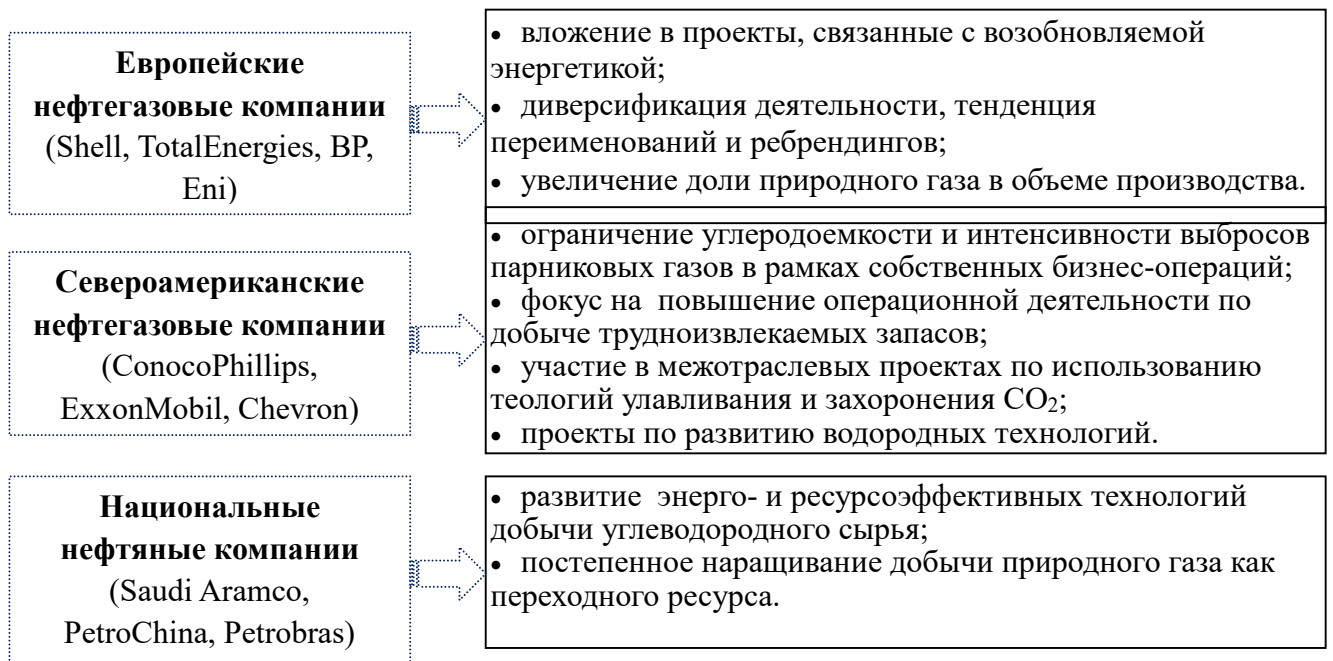 Европейские
нефтегазовые компании
(Shell, TotalEnergies, BP,
Eni)
• вложение в проекты, связанные с возобновляемой
энергетикой;
• диверсификация деятельности, тенденция
переименований и ребрендингов;
• увеличение доли природного газа в объеме производства.
Североамериканские
нефтегазовые компании
(ConocoPhillips,
ExxonMobil, Chevron)
• ограничение углеродоемкости и интенсивности выбросов
парниковых газов в рамках собственных бизнес-операций;
• фокус на повышение операционной деятельности по
добыче трудноизвлекаемых запасов;
• участие в межотраслевых проектах по использованию
теологий улавливания и захоронения CO₂;
• проекты по развитию водородных технологий.
Национальные
нефтяные компании
(Saudi Aramco,
PetroChina, Petrobras)
• развитие энерго- и ресурсоэффективных технологий
добычи углеводородного сырья;
• постепенное наращивание добычи природного газа как
переходного ресурса.